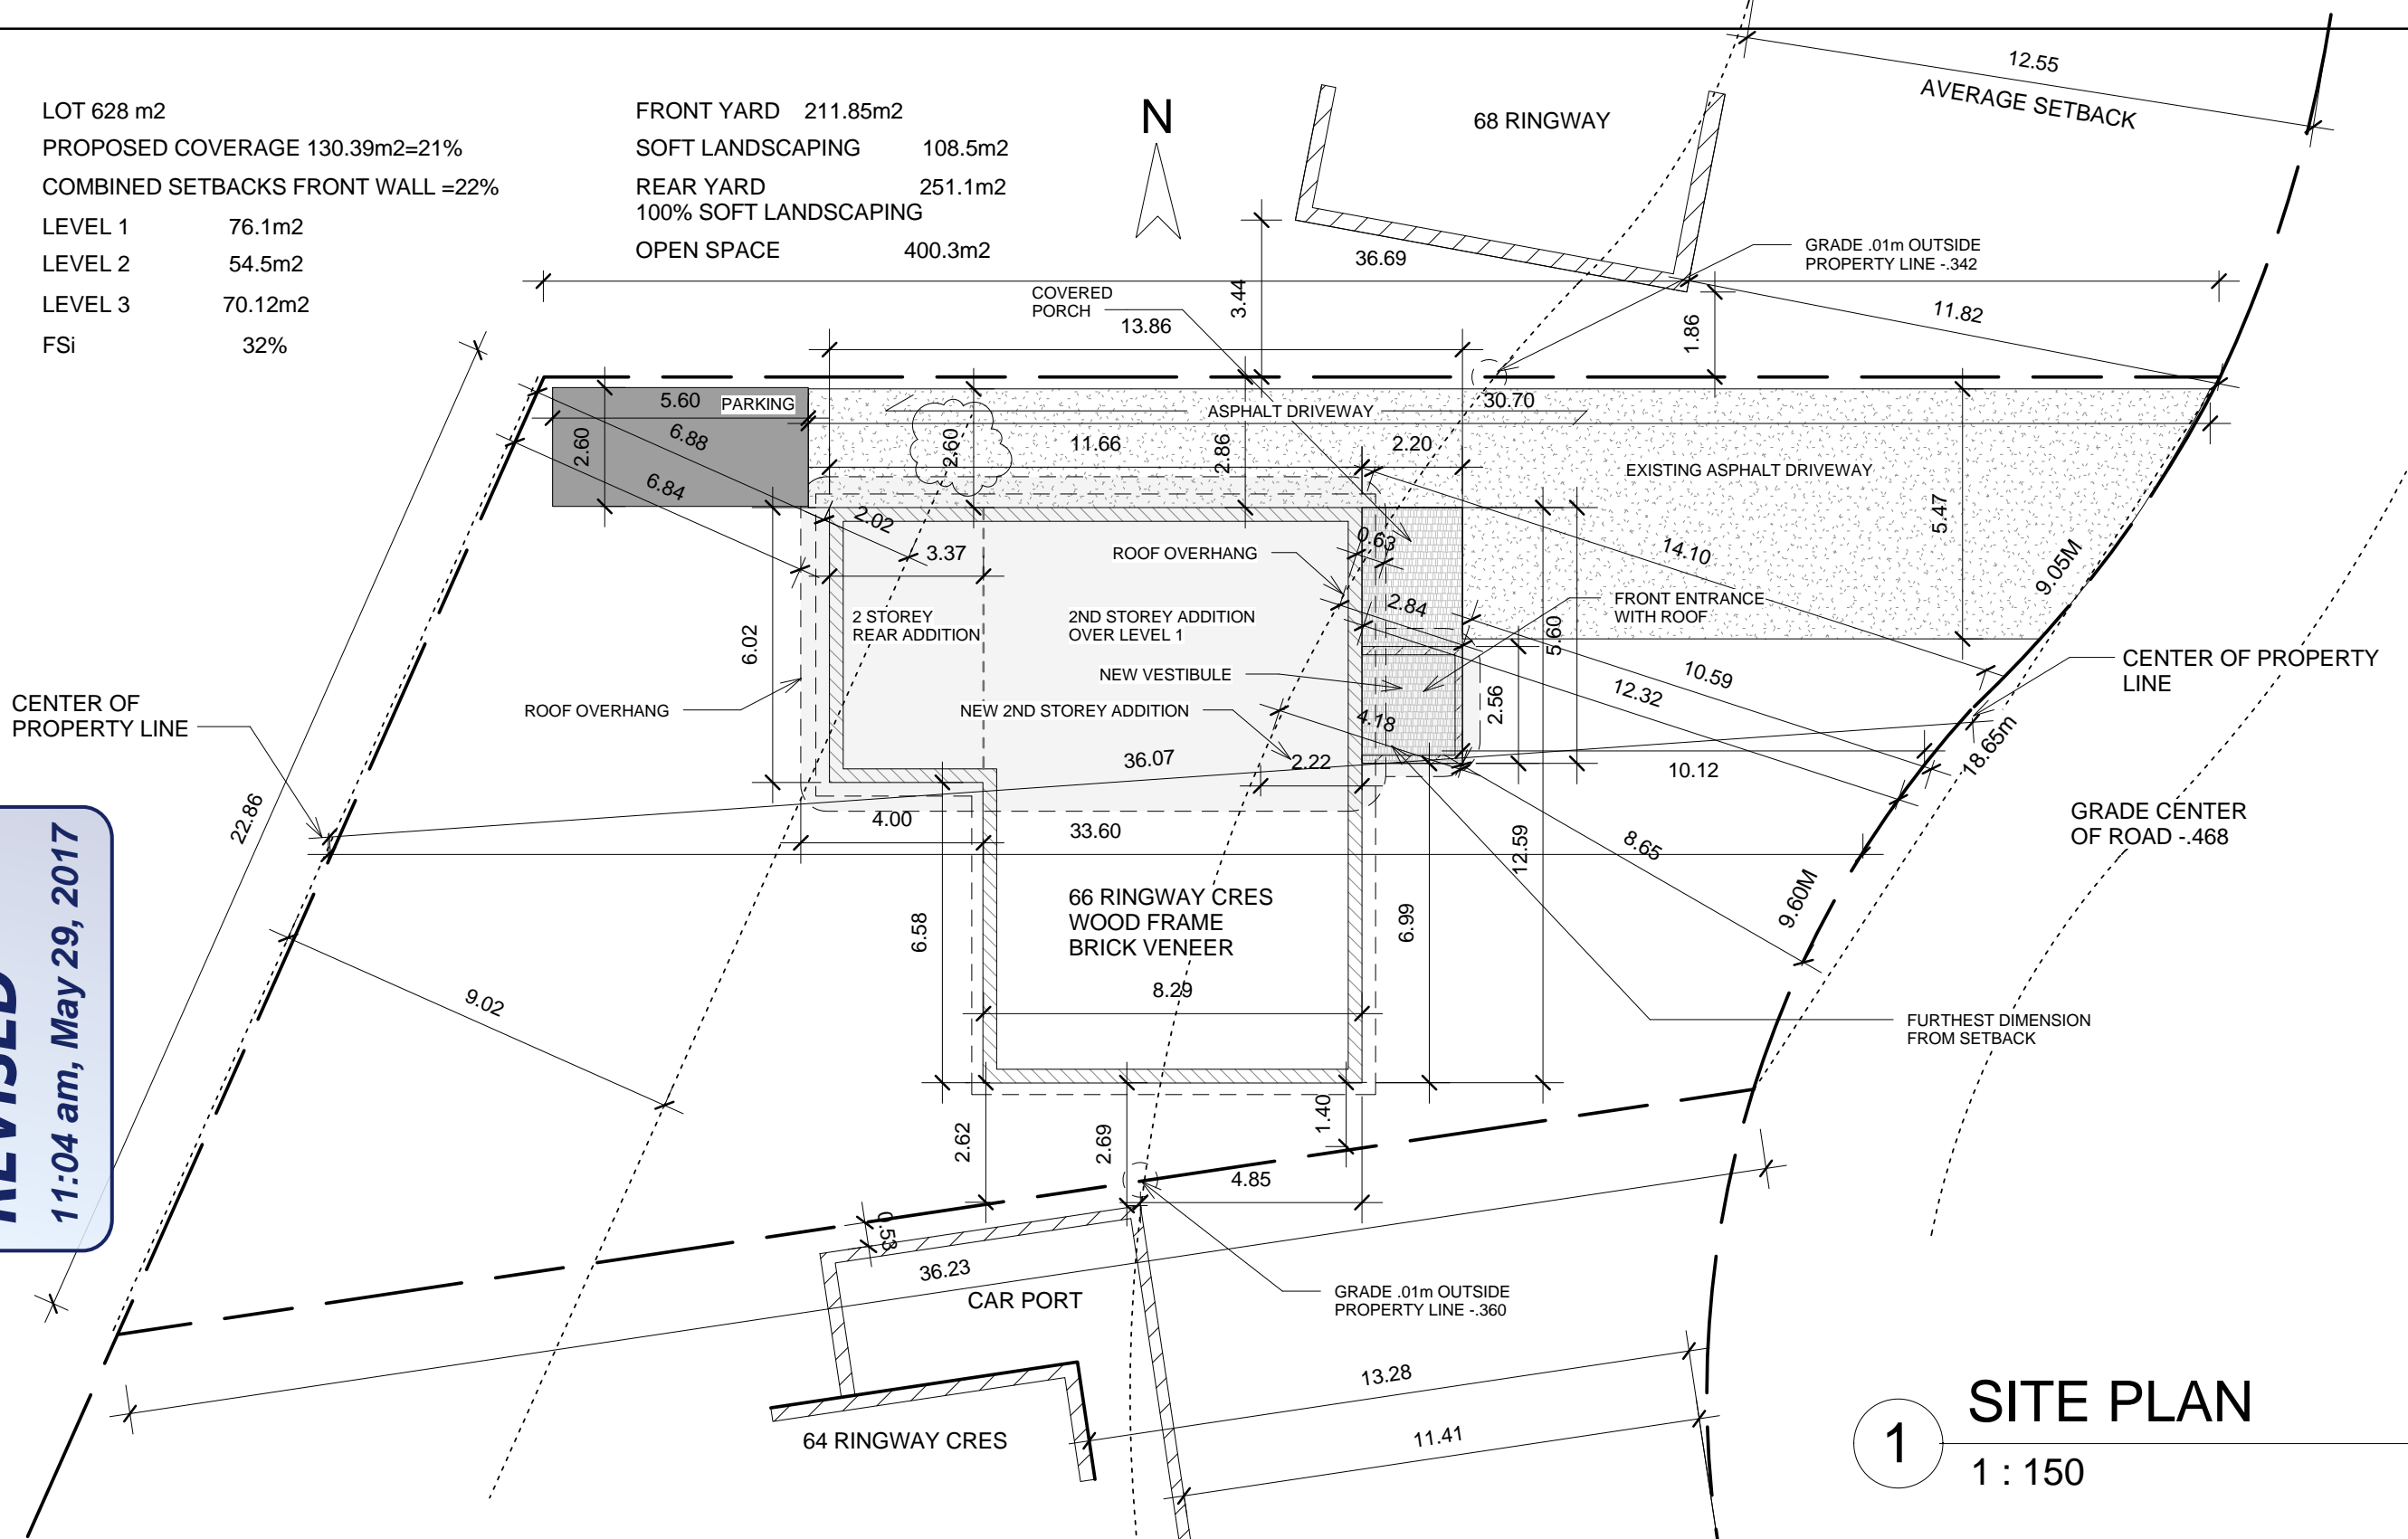 LOT 628 m2
PROPOSED COVERAGE 130.39m2=21%
COMBINED SETBACKS FRONT WALL =22%
LEVEL 1 76.1m2
LEVEL 2 54.5m2
LEVEL 3 70.12m2
FSi 32%
FRONT YARD 211.85m2
SOFT LANDSCAPING 108.5m2
REAR YARD 251.1m2
100% SOFT LANDSCAPING
OPEN SPACE 400.3m2
N
68 RINGWAY
12.55
AVERAGE SETBACK
GRADE .01m OUTSIDE
PROPERTY LINE -.342
36.69
3.44
COVERED
PORCH
13.86
1.86
11.82
5.60
PARKING
2.60
6.88
6.84
2.60
ASPHALT DRIVEWAY
30.70
11.66
2.86
2.20
EXISTING ASPHALT DRIVEWAY
5.47
9.05M
2.02
3.37
ROOF OVERHANG
0.63
14.10
2 STOREY
REAR ADDITION
2ND STOREY ADDITION
OVER LEVEL 1
2.84
FRONT ENTRANCE
WITH ROOF
5.60
6.02
NEW VESTIBULE
10.59
12.32
CENTER OF PROPERTY
LINE
CENTER OF
PROPERTY LINE
ROOF OVERHANG
NEW 2ND STOREY ADDITION
4.18
2.56
36.07
2.22
10.12
18.65m
22.86
4.00
33.60
12.59
8.65
GRADE CENTER
OF ROAD -.468
REVISED
11:04 am, May 29, 2017
66 RINGWAY CRES
WOOD FRAME
BRICK VENEER
6.58
6.99
9.60M
8.29
9.02
FURTHEST DIMENSION
FROM SETBACK
2.62
2.69
1.40
4.85
0.53
36.23
CAR PORT
GRADE .01m OUTSIDE
PROPERTY LINE -.360
13.28
11.41
64 RINGWAY CRES
1
SITE PLAN
1 : 150